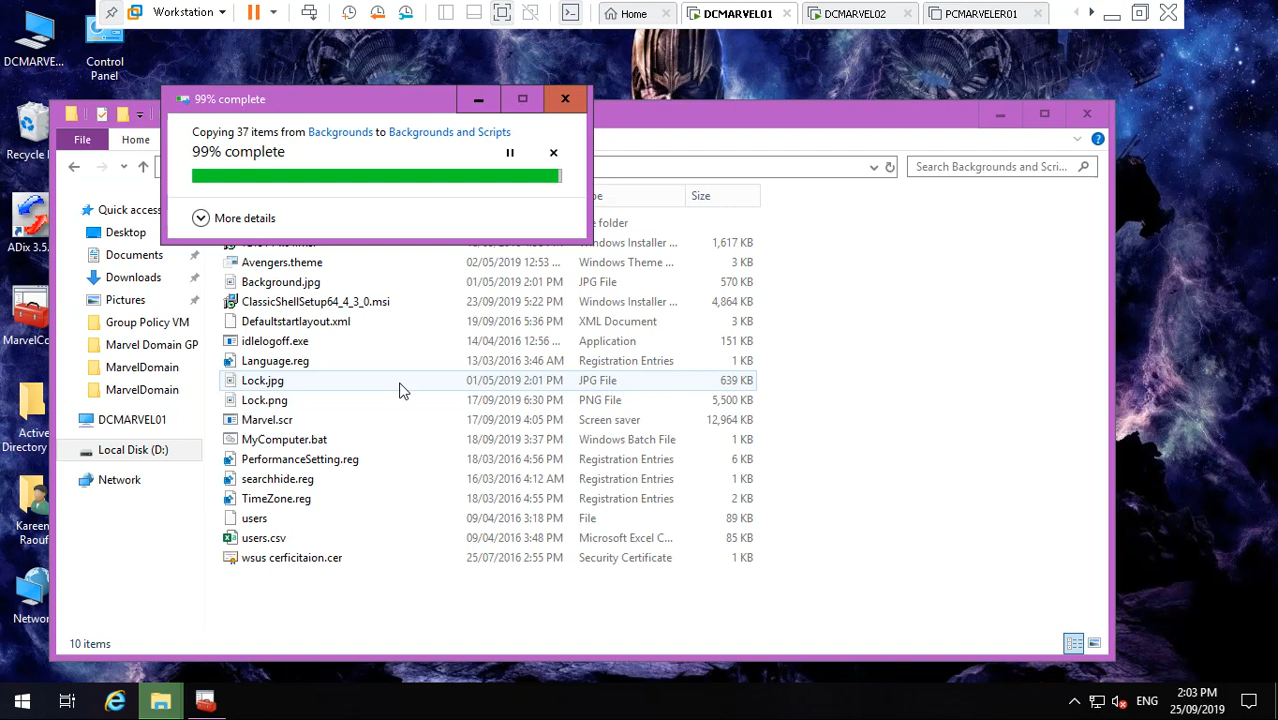 Workstation
Home
DCMARVEL01
DCMARVEL02
PCMARVELER01
DCMARVE...
Control
Panel
Recycle
ADix 3.5.
MarvelCo
Active
Directory
Kareen
Raouf
Networ
99% complete
Copying 37 items from Backgrounds to Backgrounds and Scripts
99% complete
More details
File
Home
Search Backgrounds and Scri...
Size
Quick access
Desktop
Documents
Downloads
Pictures
Group Policy VM
Marvel Domain GP
MarvelDomain
MarvelDomain
DCMARVEL01
Local Disk (D:)
Network
Windows Installer ... 1,617 KB
Avengers.theme 02/05/2019 12:53 ... Windows Theme ... 3 KB
Background.jpg 01/05/2019 2:01 PM JPG File 570 KB
ClassicShellSetup64_4_3_0.msi 23/09/2019 5:22 PM Windows Installer ... 4,864 KB
Defaultstartlayout.xml 19/09/2016 5:36 PM XML Document 3 KB
idlelogoff.exe 14/04/2016 12:56 ... Application 151 KB
Language.reg 13/03/2016 3:46 AM Registration Entries 1 KB
Lock.jpg 01/05/2019 2:01 PM JPG File 639 KB
Lock.png 17/09/2019 6:30 PM PNG File 5,500 KB
Marvel.scr 17/09/2019 4:05 PM Screen saver 12,964 KB
MyComputer.bat 18/09/2019 3:37 PM Windows Batch File 1 KB
PerformanceSetting.reg 18/03/2016 4:56 PM Registration Entries 6 KB
searchhide.reg 16/03/2016 4:12 AM Registration Entries 1 KB
TimeZone.reg 18/03/2016 4:55 PM Registration Entries 2 KB
users 09/04/2016 3:18 PM File 89 KB
users.csv 09/04/2016 3:48 PM Microsoft Excel C... 85 KB
wsus cerficitaion.cer 25/07/2016 2:55 PM Security Certificate 1 KB
10 items
ENG
2:03 PM
25/09/2019